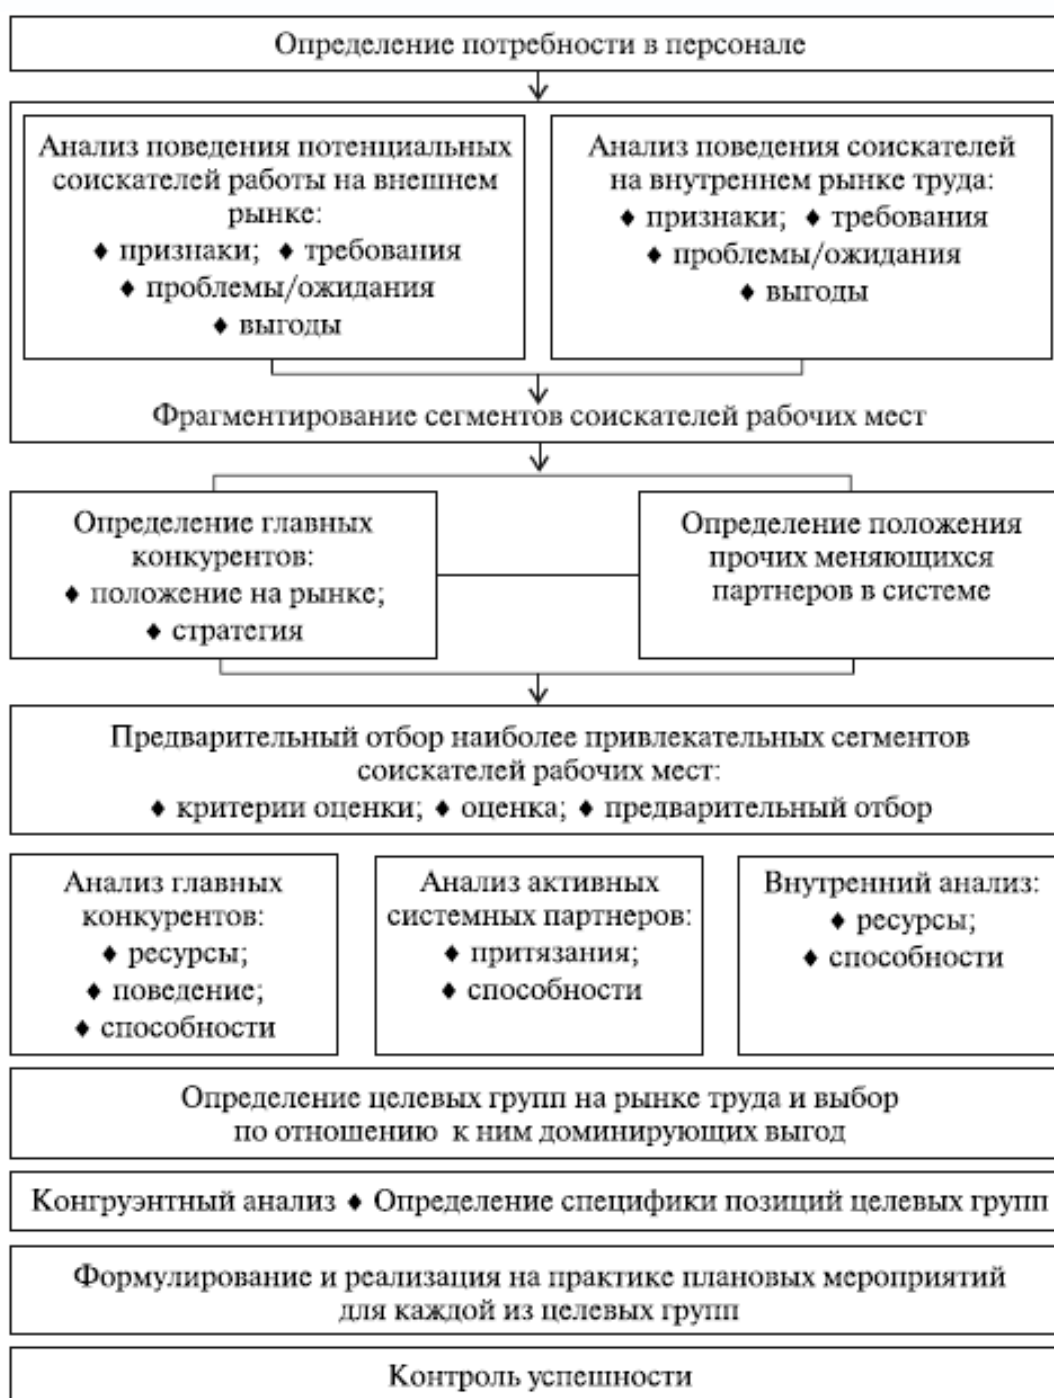 Определение потребности в персонале
Анализ поведения потенциальных
соискателей работы на внешнем
рынке:
♦ признаки; ♦ требования
♦ проблемы/ожидания
♦ выгоды
Анализ поведения соискателей
на внутреннем рынке труда:
♦ признаки; ♦ требования
♦ проблемы/ожидания
♦ выгоды
Фрагментирование сегментов соискателей рабочих мест
Определение главных
конкурентов:
♦ положение на рынке;
♦ стратегия
Определение положения
прочих меняющихся
партнеров в системе
Предварительный отбор наиболее привлекательных сегментов
соискателей рабочих мест:
♦ критерии оценки; ♦ оценка; ♦ предварительный отбор
Анализ главных
конкурентов:
♦ ресурсы;
♦ поведение;
♦ способности
Анализ активных
системных партнеров:
♦ притязания;
♦ способности
Внутренний анализ:
♦ ресурсы;
♦ способности
Определение целевых групп на рынке труда и выбор
по отношению к ним доминирующих выгод
Конгруэнтный анализ ♦ Определение специфики позиций целевых групп
Формулирование и реализация на практике плановых мероприятий
для каждой из целевых групп
Контроль успешности